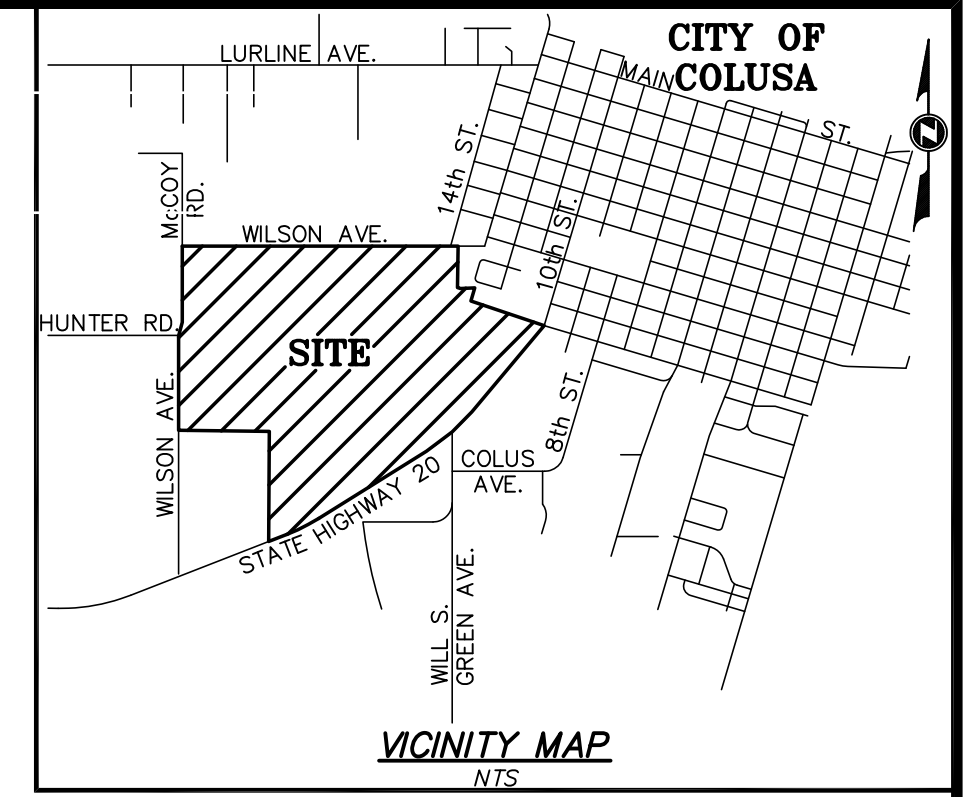 CITY OF
COLUSA
LURLINE AVE.
MAIN
ST.
14th ST.
McCOY
RD.
WILSON AVE.
10th ST.
N
HUNTER RD.
SITE
WILSON AVE.
8th ST.
COLUS
AVE.
STATE HIGHWAY 20
WILL S.
GREEN AVE.
VICINITY MAP
NTS